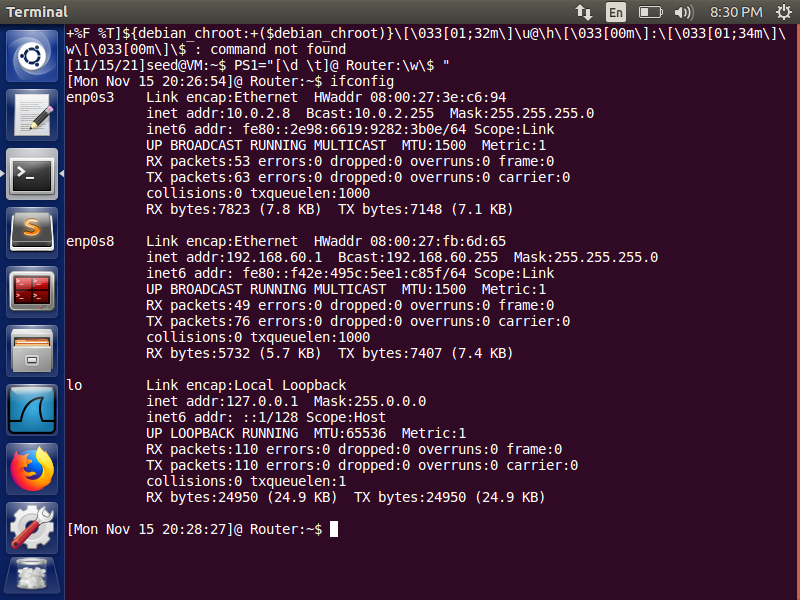 Terminal
En
8:30 PM
+%F %T]${debian_chroot:+($debian_chroot)}\[\033[01;32m\]\u@\h\[\033[00m\]:\[\033[01;34m\]\
w\[\033[00m\]\$ : command not found
[11/15/21]seed@VM:~$ PS1="[\d \t]@ Router:\w\$ "
[Mon Nov 15 20:26:54]@ Router:~$ ifconfig
enp0s3    Link encap:Ethernet  HWaddr 08:00:27:3e:c6:94
          inet addr:10.0.2.8  Bcast:10.0.2.255  Mask:255.255.255.0
          inet6 addr: fe80::2e98:6619:9282:3b0e/64 Scope:Link
          UP BROADCAST RUNNING MULTICAST  MTU:1500  Metric:1
          RX packets:53 errors:0 dropped:0 overruns:0 frame:0
          TX packets:63 errors:0 dropped:0 overruns:0 carrier:0
          collisions:0 txqueuelen:1000
          RX bytes:7823 (7.8 KB)  TX bytes:7148 (7.1 KB)
enp0s8    Link encap:Ethernet  HWaddr 08:00:27:fb:6d:65
          inet addr:192.168.60.1  Bcast:192.168.60.255  Mask:255.255.255.0
          inet6 addr: fe80::f42e:495c:5ee1:c85f/64 Scope:Link
          UP BROADCAST RUNNING MULTICAST  MTU:1500  Metric:1
          RX packets:49 errors:0 dropped:0 overruns:0 frame:0
          TX packets:76 errors:0 dropped:0 overruns:0 carrier:0
          collisions:0 txqueuelen:1000
          RX bytes:5732 (5.7 KB)  TX bytes:7407 (7.4 KB)
lo        Link encap:Local Loopback
          inet addr:127.0.0.1  Mask:255.0.0.0
          inet6 addr: ::1/128 Scope:Host
          UP LOOPBACK RUNNING  MTU:65536  Metric:1
          RX packets:110 errors:0 dropped:0 overruns:0 frame:0
          TX packets:110 errors:0 dropped:0 overruns:0 carrier:0
          collisions:0 txqueuelen:1
          RX bytes:24950 (24.9 KB)  TX bytes:24950 (24.9 KB)
[Mon Nov 15 20:28:27]@ Router:~$